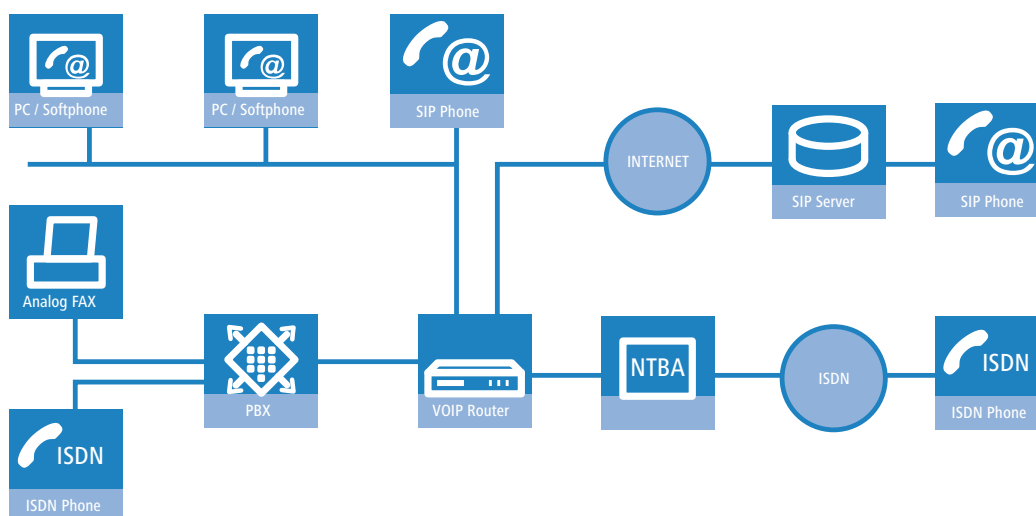 @
PC / Softphone
@
PC / Softphone
@
SIP Phone
INTERNET
SIP Server
@
SIP Phone
Analog FAX
PBX
VOIP Router
NTBA
ISDN
ISDN
ISDN Phone
ISDN
ISDN Phone